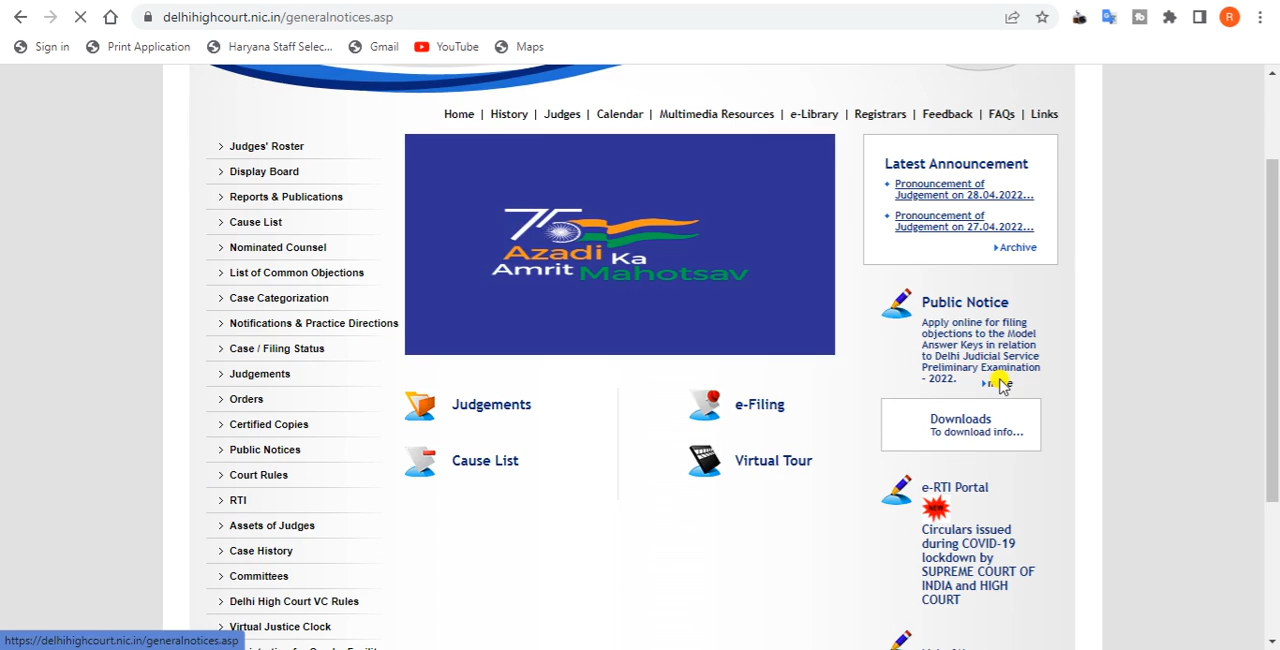 delhihighcourt.nic.in/generalnotices.asp
R
Sign in
Print Application
Haryana Staff Selec...
Gmail
YouTube
Maps
Home | History | Judges | Calendar | Multimedia Resources | e-Library | Registrars | Feedback | FAQs | Links
Judges' Roster
Display Board
Reports & Publications
Cause List
Nominated Counsel
List of Common Objections
Case Categorization
Notifications & Practice Directions
Case / Filing Status
Judgements
Orders
Certified Copies
Public Notices
Court Rules
RTI
Assets of Judges
Case History
Committees
Delhi High Court VC Rules
Virtual Justice Clock
75
Azadi Ka
Amrit Mahotsav
Judgements
e-Filing
Cause List
Virtual Tour
Latest Announcement
Pronouncement of
Judgement on 28.04.2022...
Pronouncement of
Judgement on 27.04.2022...
Archive
Public Notice
Apply online for filing
objections to the Model
Answer Keys in relation
to Delhi Judicial Service
Preliminary Examination
- 2022.
Downloads
To download info...
e-RTI Portal
NEW
Circulars issued
during COVID-19
lockdown by
SUPREME COURT OF
INDIA and HIGH
COURT
https://delhihighcourt.nic.in/generalnotices.asp